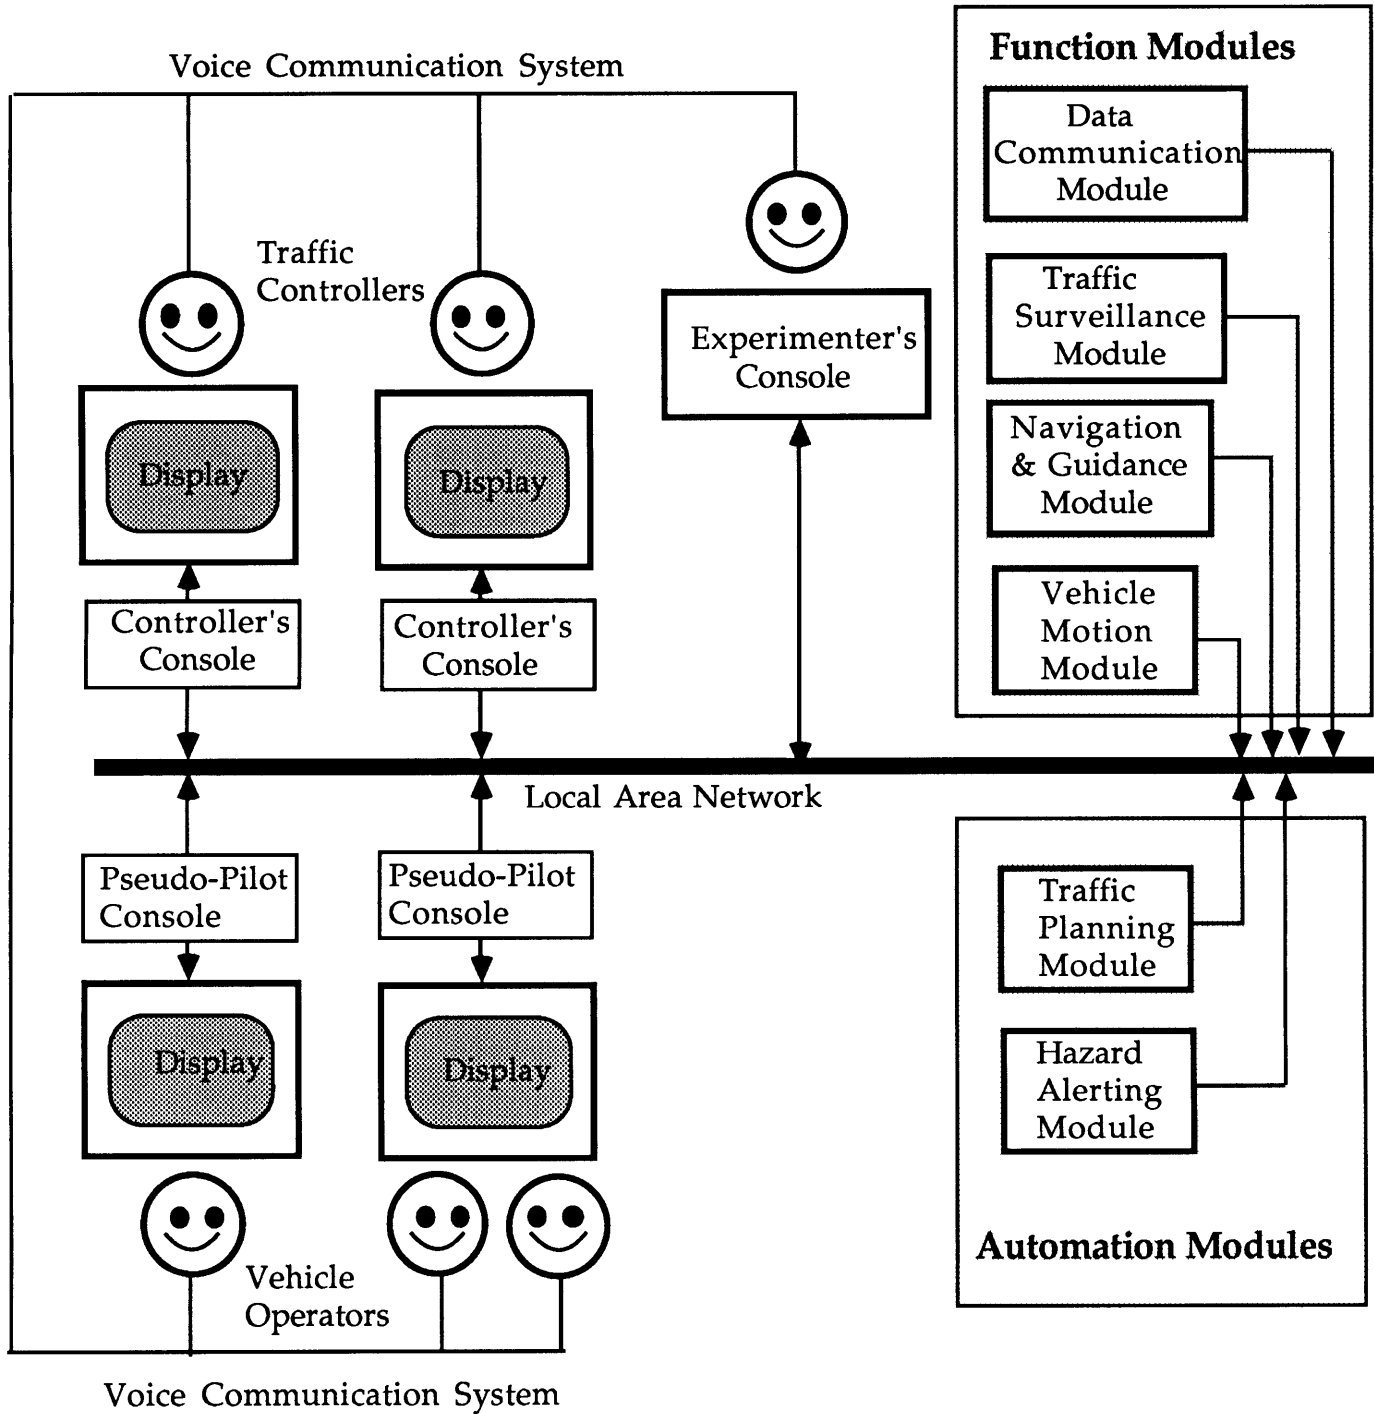 Voice Communication System
Traffic
Controllers
Experimenter's
Console
Display
Display
Controller's
Console
Controller's
Console
Function Modules
Data
Communication
Module
Traffic
Surveillance
Module
Navigation
& Guidance
Module
Vehicle
Motion
Module
Local Area Network
Pseudo-Pilot
Console
Pseudo-Pilot
Console
Display
Display
Vehicle
Operators
Voice Communication System
Traffic
Planning
Module
Hazard
Alerting
Module
Automation Modules